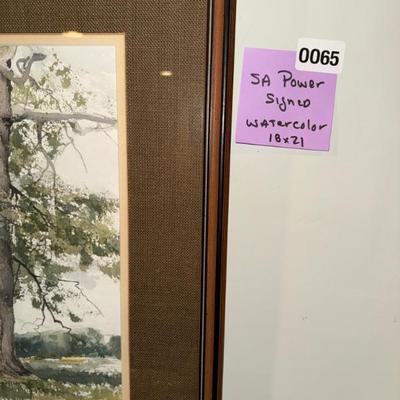 0065
SA Power
Signed
WATercolor
18x21